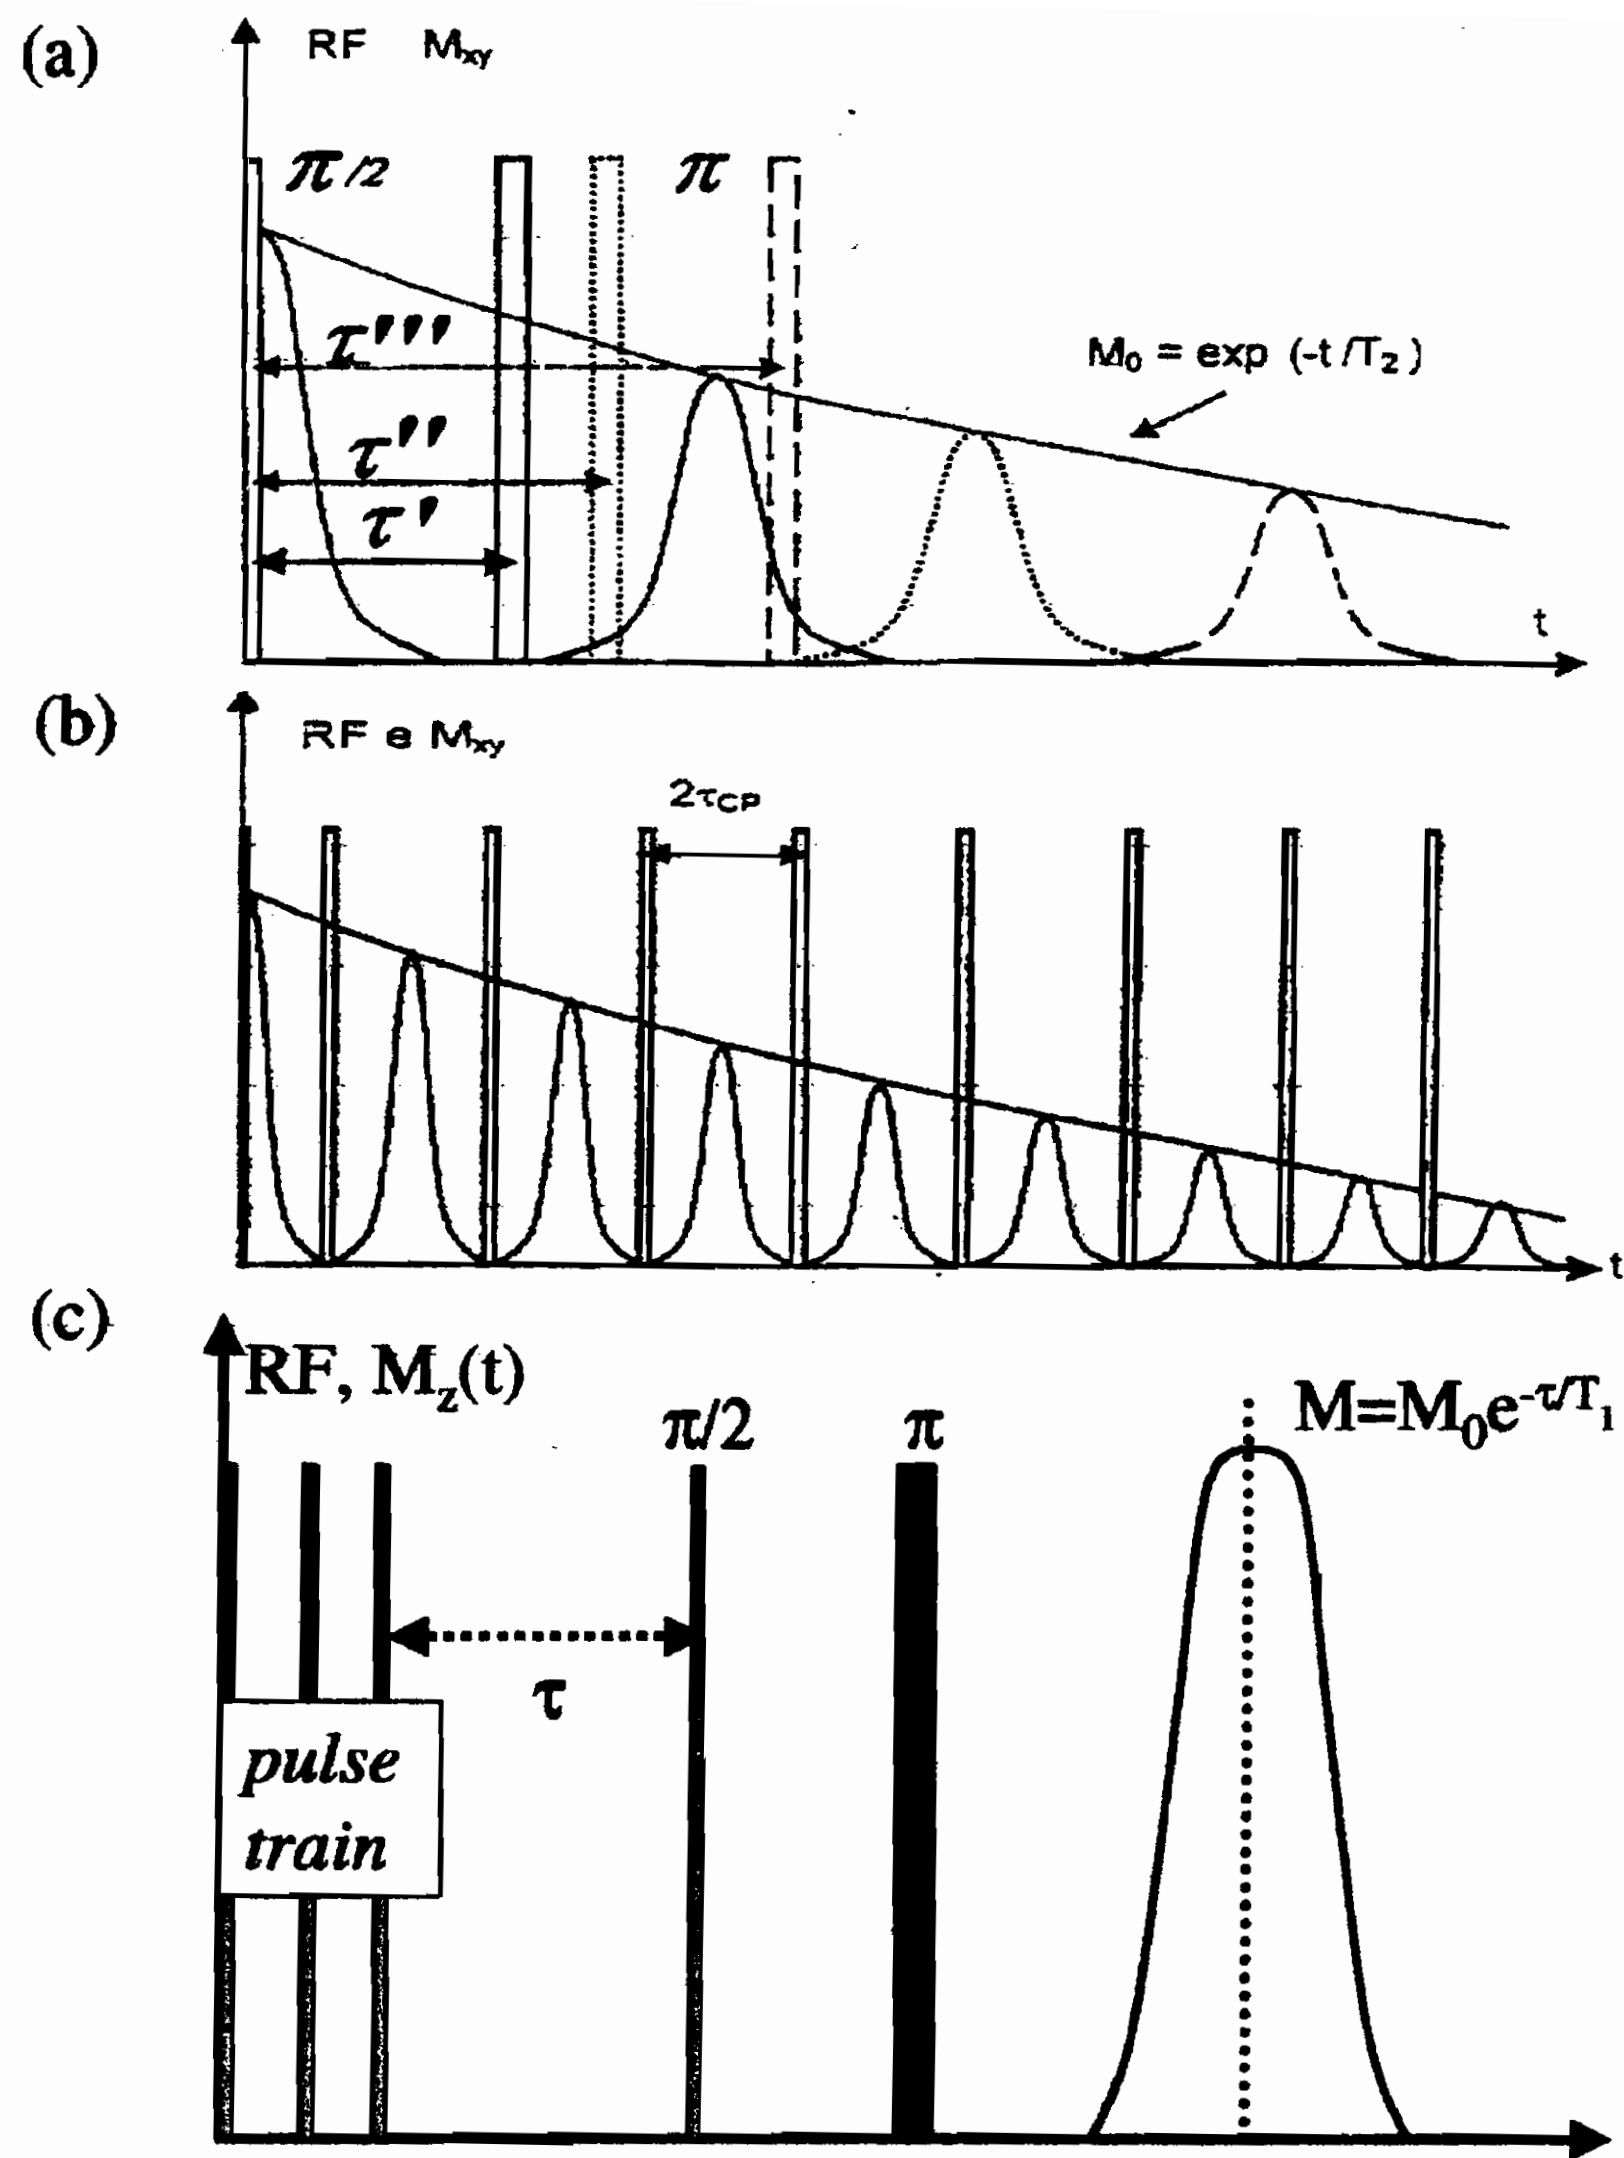 (a)
RF Mxy
π/2
π
τ'''
M₀ = exp (-t /T₂ )
τ''
τ'
t
(b)
RF e Mxy
2τCP
t
(c)
RF, Mz(t)
π/2
π
M=M₀e^-τ/T₁
τ
pulse
train